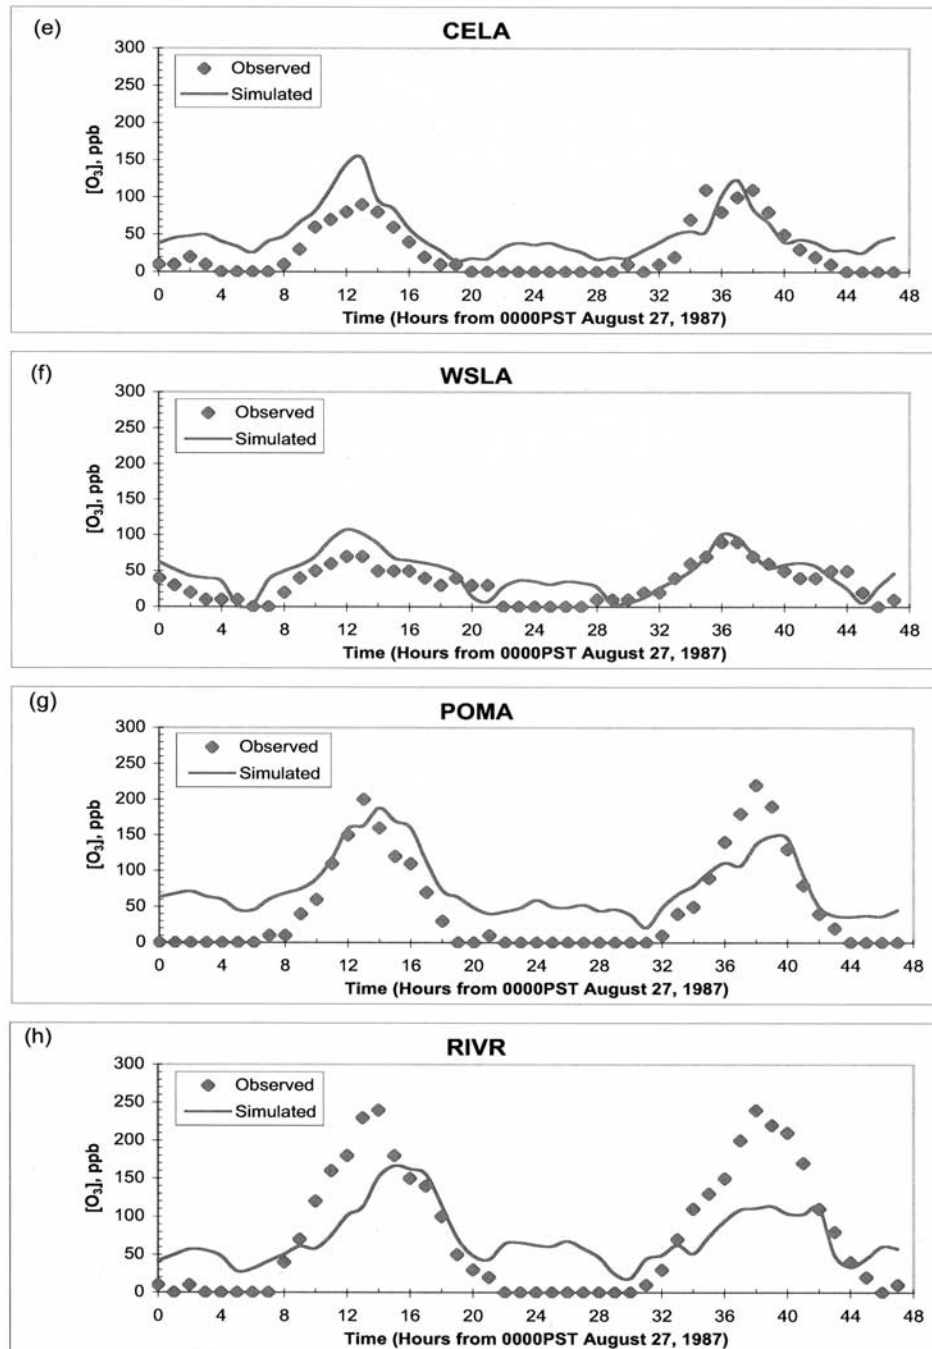 (e)
CELA
300
250
200
150
100
50
0
[O₃], ppb
Observed
Simulated
0 4 8 12 16 20 24 28 32 36 40 44 48
Time (Hours from 0000PST August 27, 1987)
(f)
WSLA
300
250
200
150
100
50
0
[O₃], ppb
Observed
Simulated
0 4 8 12 16 20 24 28 32 36 40 44 48
Time (Hours from 0000PST August 27, 1987)
(g)
POMA
300
250
200
150
100
50
0
[O₃], ppb
Observed
Simulated
0 4 8 12 16 20 24 28 32 36 40 44 48
Time (Hours from 0000PST August 27, 1987)
(h)
RIVR
300
250
200
150
100
50
0
[O₃], ppb
Observed
Simulated
0 4 8 12 16 20 24 28 32 36 40 44 48
Time (Hours from 0000PST August 27, 1987)